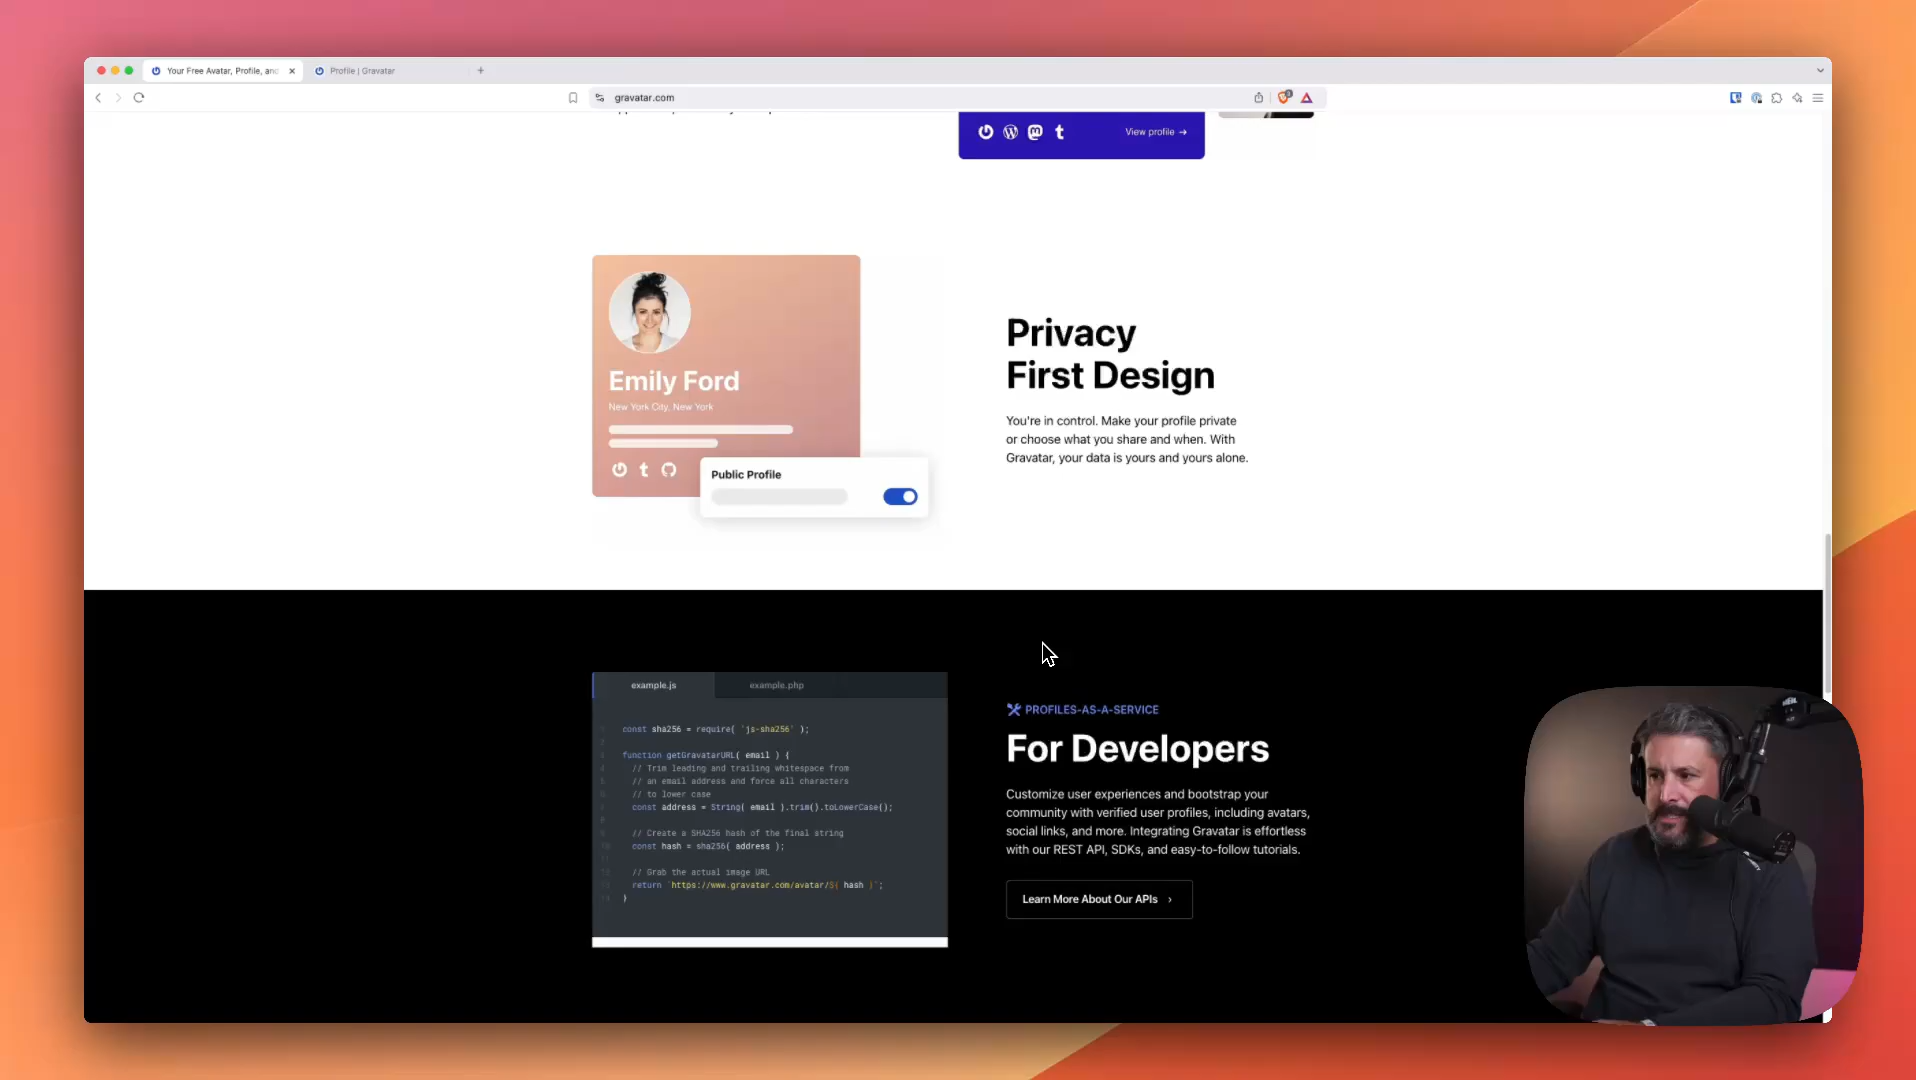 Your Free Avatar, Profile, and
Profile | Gravatar
gravatar.com
View profile →
Emily Ford
New York City, New York
Public Profile
Privacy
First Design
You're in control. Make your profile private
or choose what you share and when. With
Gravatar, your data is yours and yours alone.
example.js
example.php
const sha256 = require( 'js-sha256' );
function getGravatarURL( email ) {
// Trim leading and trailing whitespace from
// an email address and force all characters
// to lower case
const address = String( email ).trim().toLowerCase();
// Create a SHA256 hash of the final string
const hash = sha256( address );
// Grab the actual image URL
return `https://www.gravatar.com/avatar/${ hash }`;
}
PROFILES-AS-A-SERVICE
For Developers
Customize user experiences and bootstrap your
community with verified user profiles, including avatars,
social links, and more. Integrating Gravatar is effortless
with our REST API, SDKs, and easy-to-follow tutorials.
Learn More About Our APIs ›